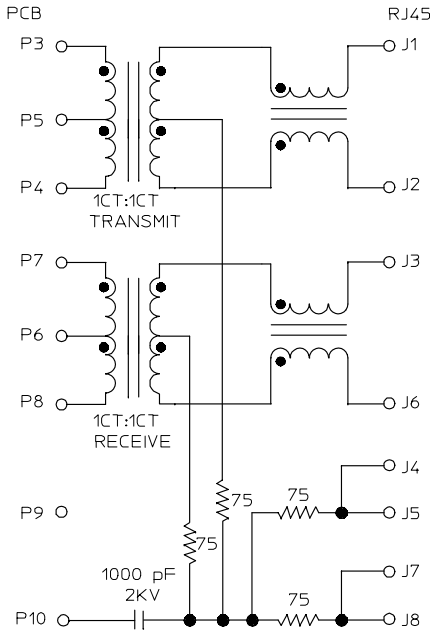 PCB RJ45
P3 J1
P5
P4 J2
1CT:1CT
TRANSMIT
P7 J3
P6
P8 J6
1CT:1CT
RECEIVE
J4
75 75
P9 J5
75
J7
1000 pF
2KV 75
P10 J8